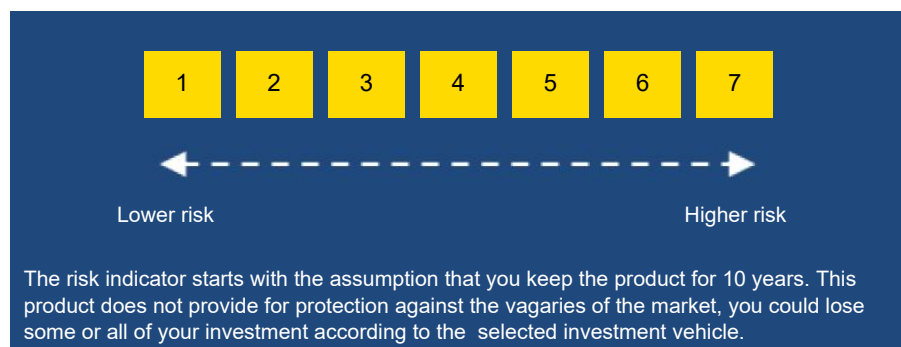 1 2 3 4 5 6 7
Lower risk Higher risk
The risk indicator starts with the assumption that you keep the product for 10 years. This
product does not provide for protection against the vagaries of the market, you could lose
some or all of your investment according to the  selected investment vehicle.